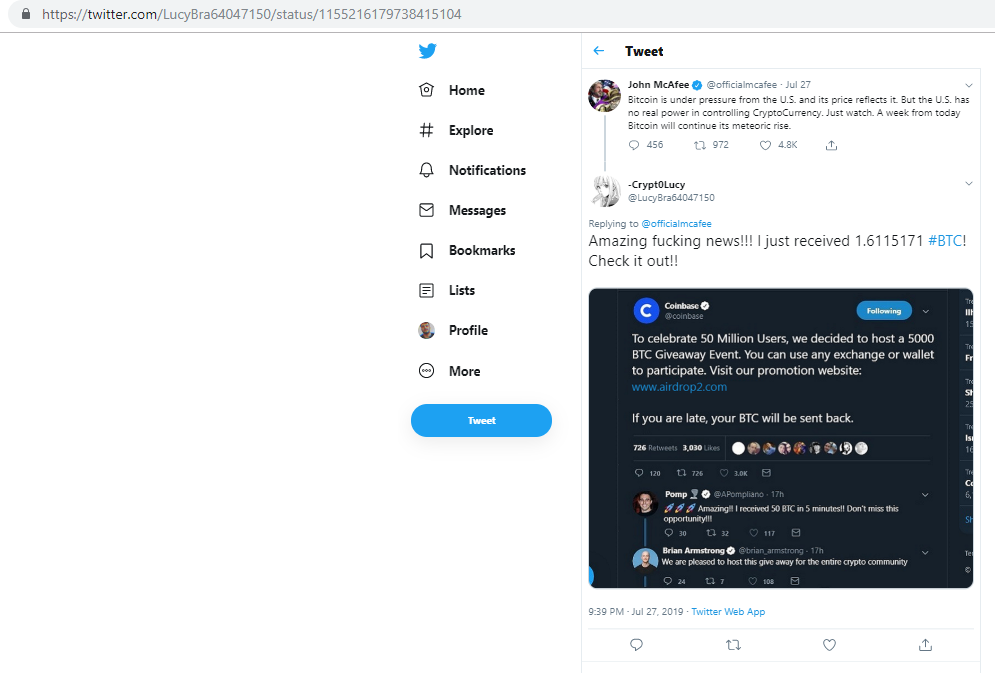 https://twitter.com/LucyBra64047150/status/1155216179738415104
Home
Explore
Notifications
Messages
Bookmarks
Lists
Profile
More
Tweet
Tweet
John McAfee @officialmcafee · Jul 27
Bitcoin is under pressure from the U.S. and its price reflects it. But the U.S. has
no real power in controlling CryptoCurrency. Just watch. A week from today
Bitcoin will continue its meteoric rise.
456 972 4.8K
-Crypt0Lucy
@LucyBra64047150
Replying to @officialmcafee
Amazing fucking news!!! I just received 1.6115171 #BTC!
Check it out!!
Coinbase
@coinbase
Following
To celebrate 50 Million Users, we decided to host a 5000
BTC Giveaway Event. You can use any exchange or wallet
to participate. Visit our promotion website:
www.airdrop2.com
If you are late, your BTC will be sent back.
726 Retweets 3,030 Likes
120 726 3.0K
Pomp @APompliano · 17h
🚀🚀🚀 Amazing!! I received 50 BTC in 5 minutes!! Don't miss this
opportunity!!!
30 32 117
Brian Armstrong @brian_armstrong · 17h
We are pleased to host this give away for the entire crypto community
24 7 108
9:39 PM · Jul 27, 2019 · Twitter Web App